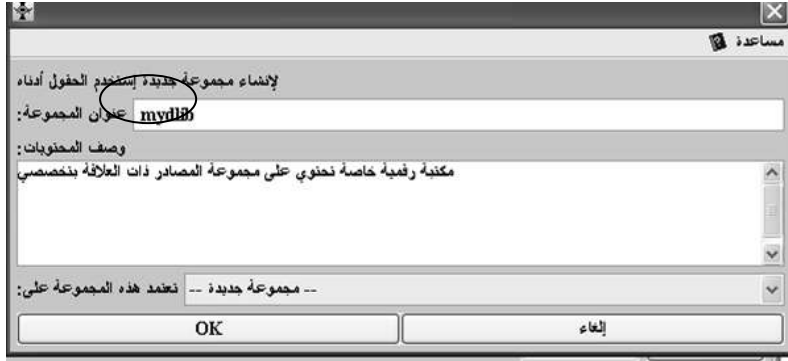 مساعدة
لإنشاء مجموعة جديدة إستخدم الحقول أدناه
عنوان المجموعة: mydlib
وصف المحتويات:
مكتبة رقمية خاصة تحتوي على مجموعة المصادر ذات العلاقة بتخصصي
تعتمد هذه المجموعة على: -- مجموعة جديدة --
OK إلغاء